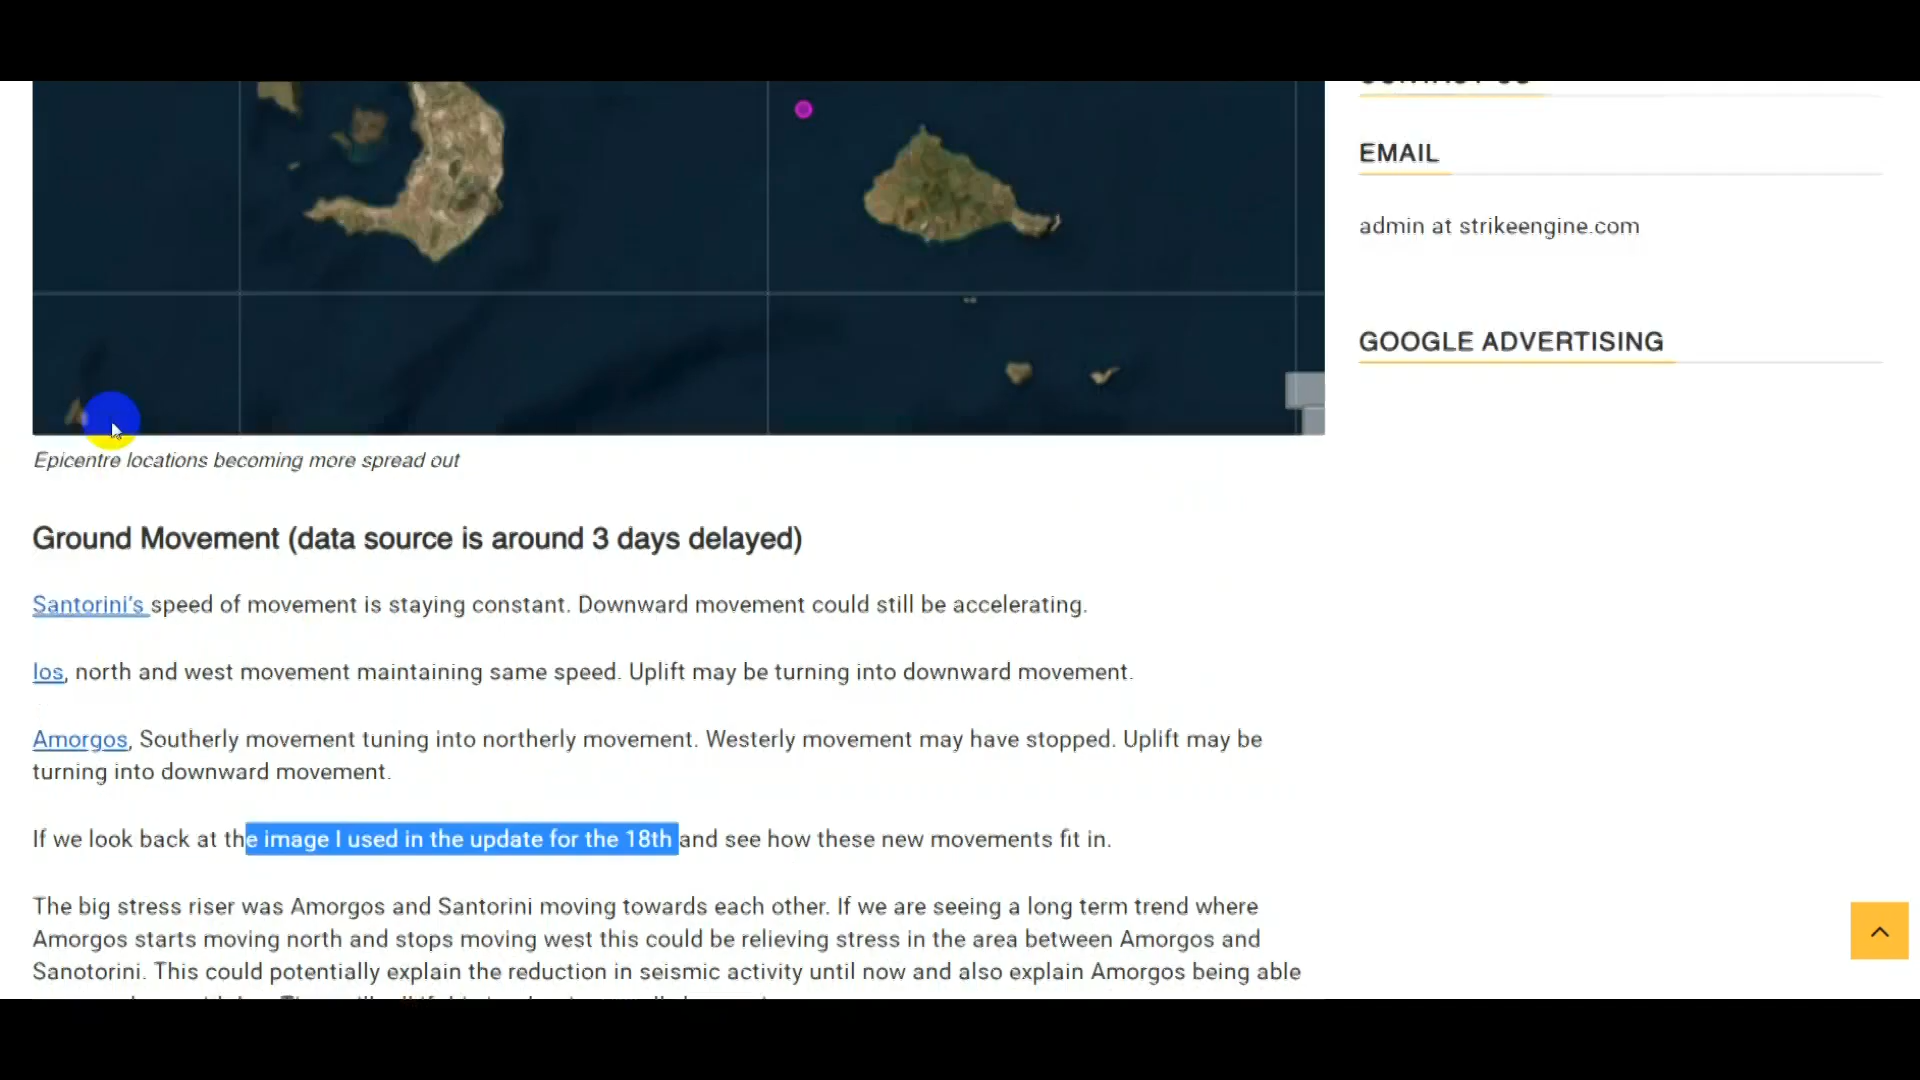 EMAIL
admin at strikeengine.com
GOOGLE ADVERTISING
Epicentre locations becoming more spread out
Ground Movement (data source is around 3 days delayed)
Santorini's speed of movement is staying constant. Downward movement could still be accelerating.
Ios, north and west movement maintaining same speed. Uplift may be turning into downward movement.
Amorgos, Southerly movement tuning into northerly movement. Westerly movement may have stopped. Uplift may be
turning into downward movement.
If we look back at the image I used in the update for the 18th and see how these new movements fit in.
The big stress riser was Amorgos and Santorini moving towards each other. If we are seeing a long term trend where
Amorgos starts moving north and stops moving west this could be relieving stress in the area between Amorgos and
Sanotorini. This could potentially explain the reduction in seismic activity until now and also explain Amorgos being able